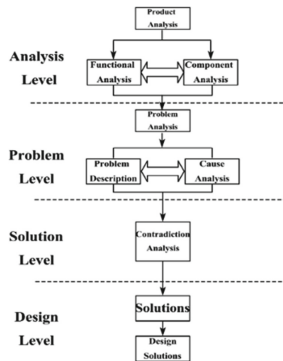 Product
Analysis
Analysis
Level
Functional
Analysis
Component
Analysis
Problem
Analysis
Problem
Level
Problem
Description
Cause
Analysis
Solution
Level
Contradiction
Analysis
Design
Level
Solutions
Design
Solutions